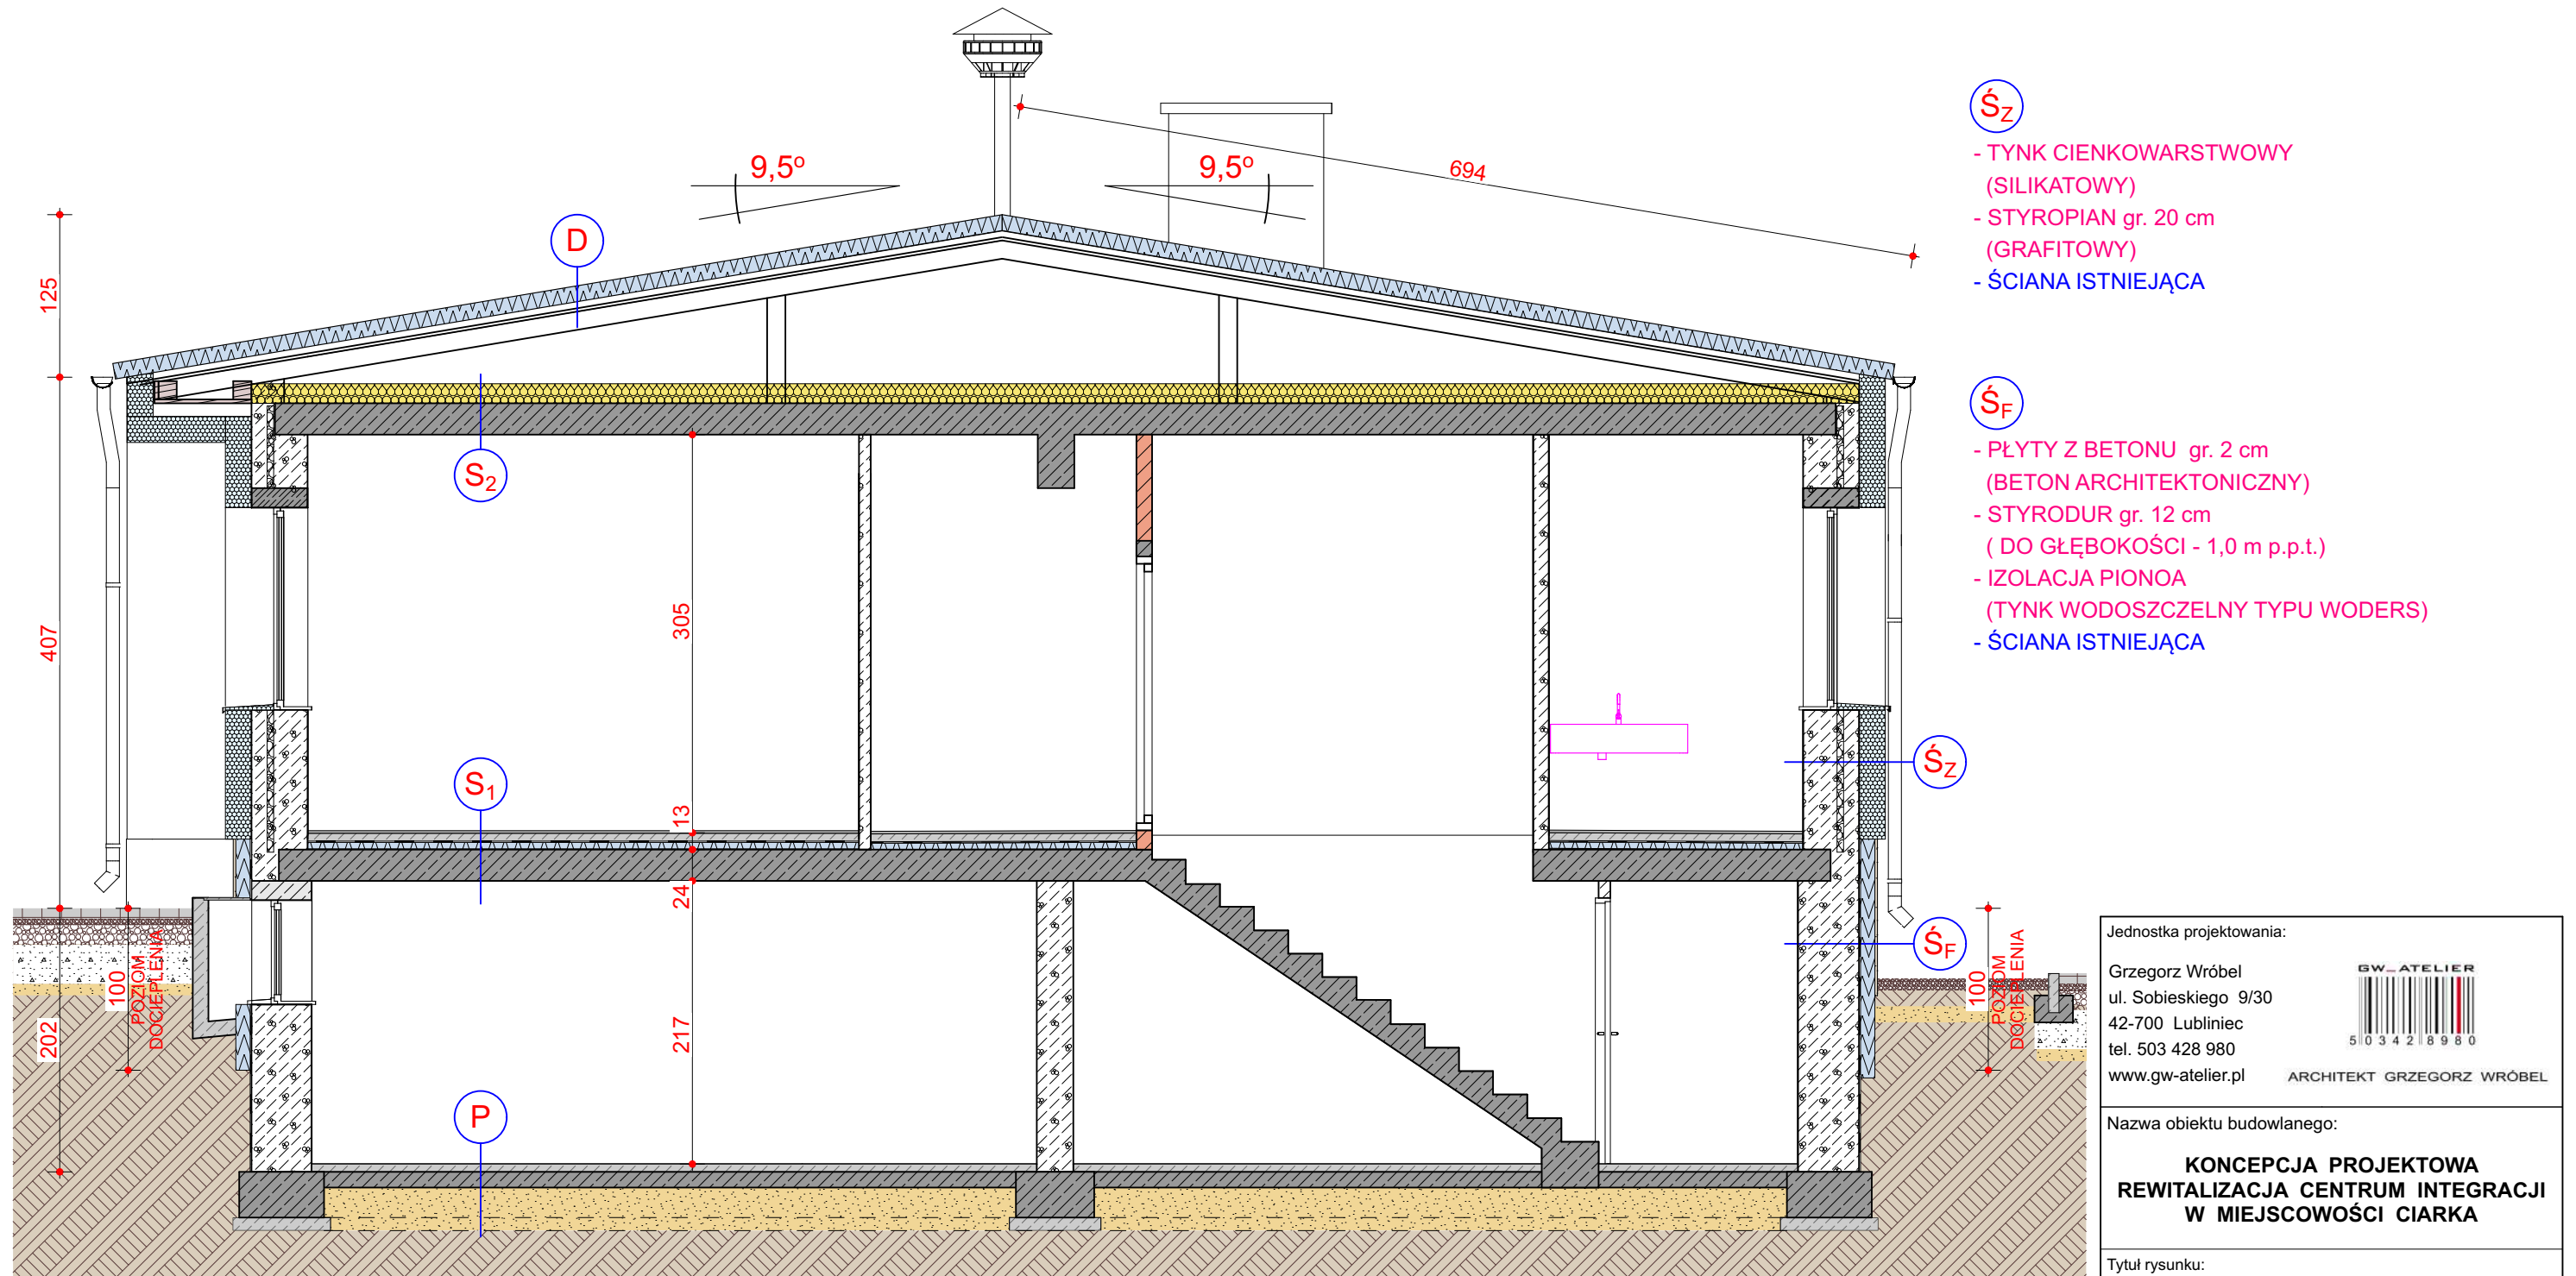 9,5º
9,5º
694
D
125
407
202
S2
305
S1
13
24
217
100
POZIOM
DOCIEPLENIA
P
ŚZ
ŚF
100
POZIOM
DOCIEPLENIA
ŚZ
- TYNK CIENKOWARSTWOWY
(SILIKATOWY)
- STYROPIAN gr. 20 cm
(GRAFITOWY)
- ŚCIANA ISTNIEJĄCA
ŚF
- PŁYTY Z BETONU gr. 2 cm
(BETON ARCHITEKTONICZNY)
- STYRODUR gr. 12 cm
( DO GŁĘBOKOŚCI - 1,0 m p.p.t.)
- IZOLACJA PIONOA
(TYNK WODOSZCZELNY TYPU WODERS)
- ŚCIANA ISTNIEJĄCA
Jednostka projektowania:
Grzegorz Wróbel
ul. Sobieskiego 9/30
42-700 Lubliniec
tel. 503 428 980
www.gw-atelier.pl
GW_ATELIER
503428980
ARCHITEKT GRZEGORZ WRÓBEL
Nazwa obiektu budowlanego:
KONCEPCJA PROJEKTOWA
REWITALIZACJA CENTRUM INTEGRACJI
W MIEJSCOWOŚCI CIARKA
Tytuł rysunku: